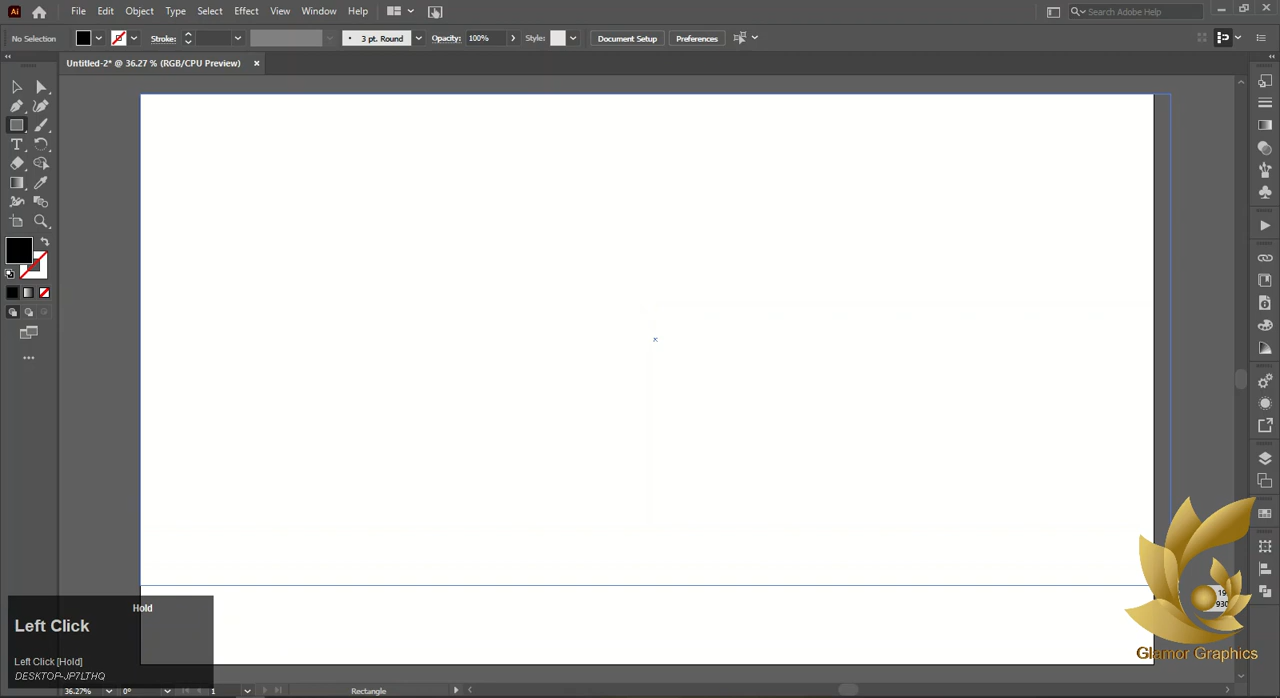 Ai File Edit Object Type Select Effect View Window Help Search Adobe Help
No Selection Stroke: 3 pt. Round Opacity: 100% Style: Document Setup Preferences
Untitled-2* @ 36.27 % (RGB/CPU Preview) ×
Hold
Left Click
Left Click [Hold]
DESKTOP-JP7LTHQ
Glamor Graphics
36.27% 0° 1 Rectangle